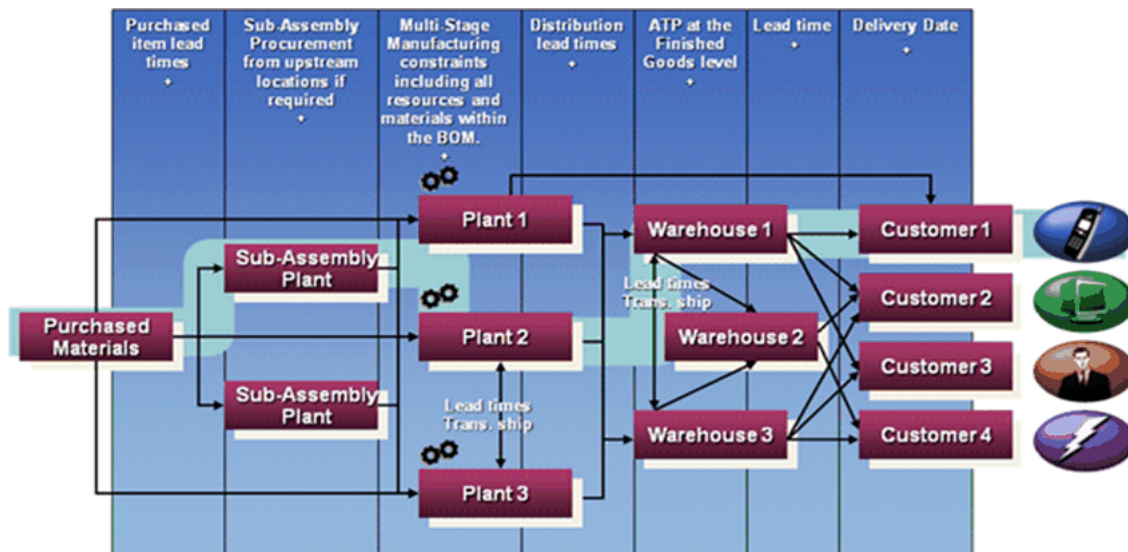 Purchased
item lead
times
+
Sub-Assembly
Procurement
from upstream
locations if
required
+
Multi-Stage
Manufacturing
constraints
including all
resources and
materials within
the BOM.
+
Distribution
lead times
+
ATP at the
Finished
Goods level
+
Lead time
+
Delivery Date
+
Plant 1
Warehouse 1
Customer 1
Sub-Assembly
Plant
Lead times
Trans. ship
Customer 2
Purchased
Materials
Plant 2
Warehouse 2
Customer 3
Sub-Assembly
Plant
Lead times
Trans. ship
Warehouse 3
Customer 4
Plant 3